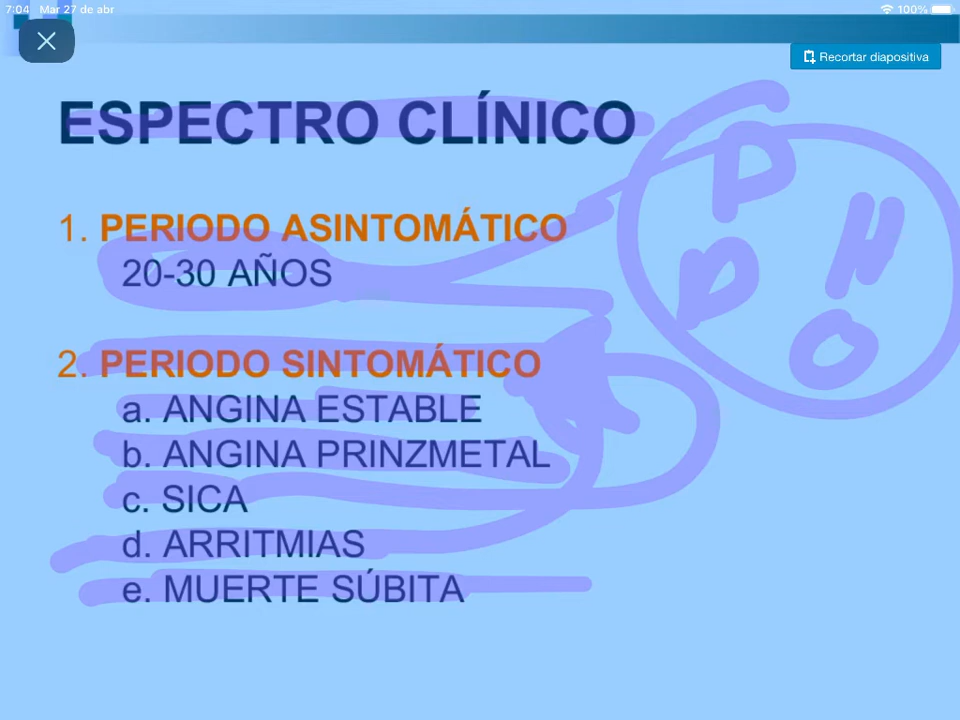 7:04 Mar 27 de abr 100%
Recortar diapositiva
ESPECTRO CLÍNICO
1. PERIODO ASINTOMÁTICO
20-30 AÑOS
2. PERIODO SINTOMÁTICO
a. ANGINA ESTABLE
b. ANGINA PRINZMETAL
c. SICA
d. ARRITMIAS
e. MUERTE SÚBITA
D
H
D
O